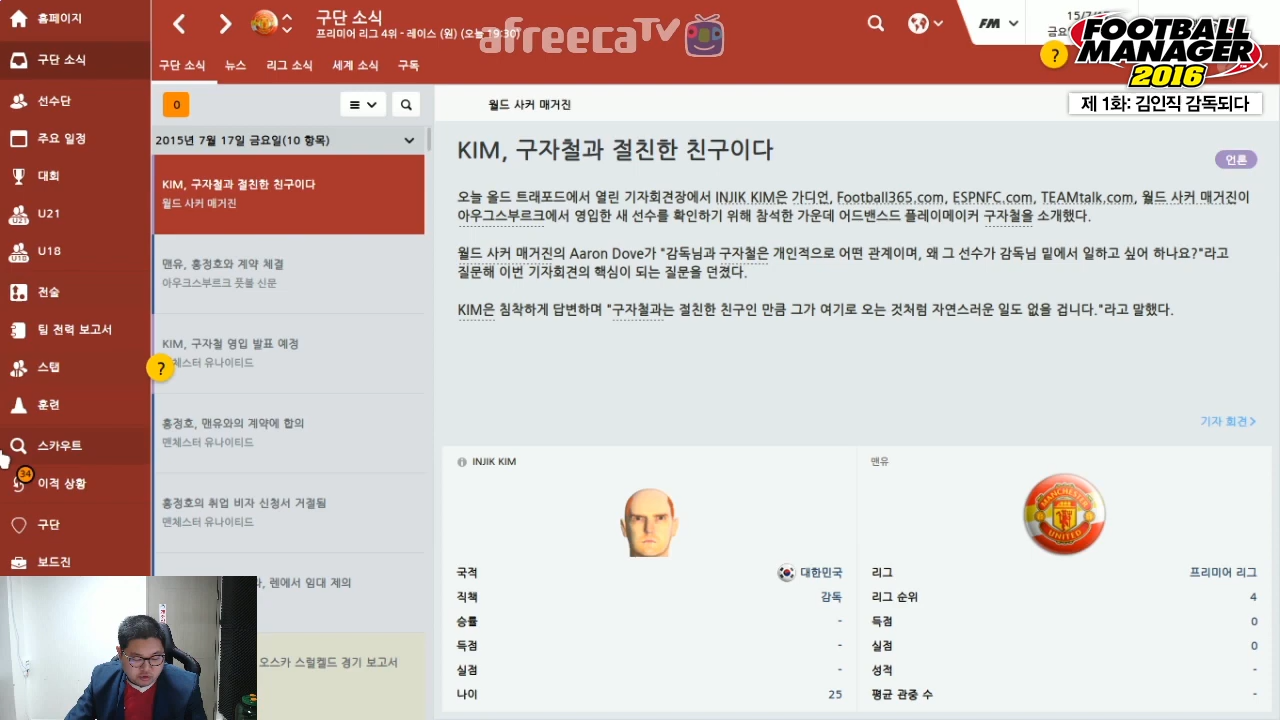 홈페이지
구단 소식
선수단
주요 일정
대회
U21
U18
전술
팀 전력 보고서
스탭
훈련
스카우트
34
이적 상황
구단
보드진
구단 소식
프리미어 리그 4위 - 레이스 (원) (오늘 19:30)
afreecaTV
FM
15/7/17
?
FOOTBALL
MANAGER
2016
제 1화: 김인직 감독되다
구단 소식 뉴스 리그 소식 세계 소식 구독
0
2015년 7월 17일 금요일(10 항목)
KIM, 구자철과 절친한 친구이다
월드 사커 매거진
맨유, 홍정호와 계약 체결
아우크스부르크 풋볼 신문
KIM, 구자철 영입 발표 예정
맨체스터 유나이티드
?
홍정호, 맨유와의 계약에 합의
맨체스터 유나이티드
홍정호의 취업 비자 신청서 거절됨
맨체스터 유나이티드
렌에서 임대 제의
오스카 스럴켈드 경기 보고서
월드 사커 매거진
KIM, 구자철과 절친한 친구이다
언론
오늘 올드 트래포드에서 열린 기자회견장에서 INJIK KIM은 가디언, Football365.com, ESPNFC.com, TEAMtalk.com, 월드 사커 매거진이
아우그스부르크에서 영입한 새 선수를 확인하기 위해 참석한 가운데 어드밴스드 플레이메이커 구자철을 소개했다.
월드 사커 매거진의 Aaron Dove가 "감독님과 구자철은 개인적으로 어떤 관계이며, 왜 그 선수가 감독님 밑에서 일하고 싶어 하나요?"라고
질문해 이번 기자회견의 핵심이 되는 질문을 던졌다.
KIM은 침착하게 답변하며 "구자철과는 절친한 친구인 만큼 그가 여기로 오는 것처럼 자연스러운 일도 없을 겁니다."라고 말했다.
기자 회견
INJIK KIM
국적 대한민국
직책 감독
승률 -
득점 -
실점 -
나이 25
맨유
MANCHESTER
UNITED
리그 프리미어 리그
리그 순위 4
득점 0
실점 0
성적 -
평균 관중 수 -